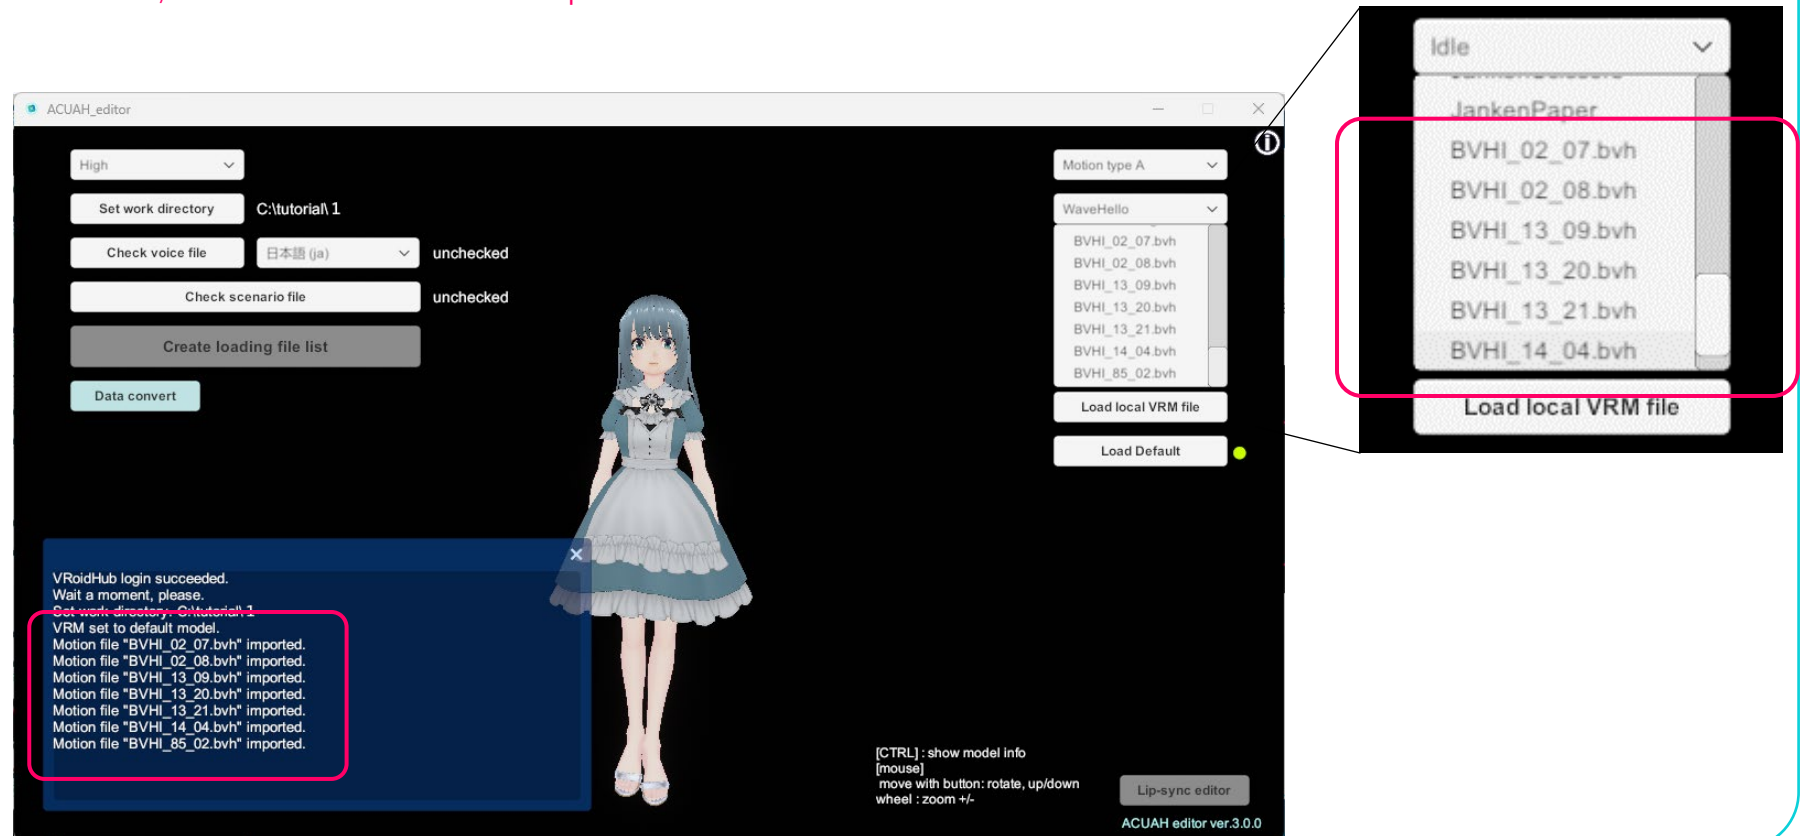 ACUAH_editor
High
Set work directory
C:\tutorial\ 1
Check voice file
日本語 (ja)
unchecked
Check scenario file
unchecked
Create loading file list
Data convert
Motion type A
WaveHello
BVHI_02_07.bvh
BVHI_02_08.bvh
BVHI_13_09.bvh
BVHI_13_20.bvh
BVHI_13_21.bvh
BVHI_14_04.bvh
BVHI_85_02.bvh
Load local VRM file
Load Default
VRoidHub login succeeded.
Wait a moment, please.
Set work directory: C:\tutorial\ 1
VRM set to default model.
Motion file "BVHI_02_07.bvh" imported.
Motion file "BVHI_02_08.bvh" imported.
Motion file "BVHI_13_09.bvh" imported.
Motion file "BVHI_13_20.bvh" imported.
Motion file "BVHI_13_21.bvh" imported.
Motion file "BVHI_14_04.bvh" imported.
Motion file "BVHI_85_02.bvh" imported.
[CTRL] : show model info
[mouse]
move with button: rotate, up/down
wheel : zoom +/-
Lip-sync editor
ACUAH editor ver.3.0.0
Idle
JankenPaper
BVHI_02_07.bvh
BVHI_02_08.bvh
BVHI_13_09.bvh
BVHI_13_20.bvh
BVHI_13_21.bvh
BVHI_14_04.bvh
Load local VRM file